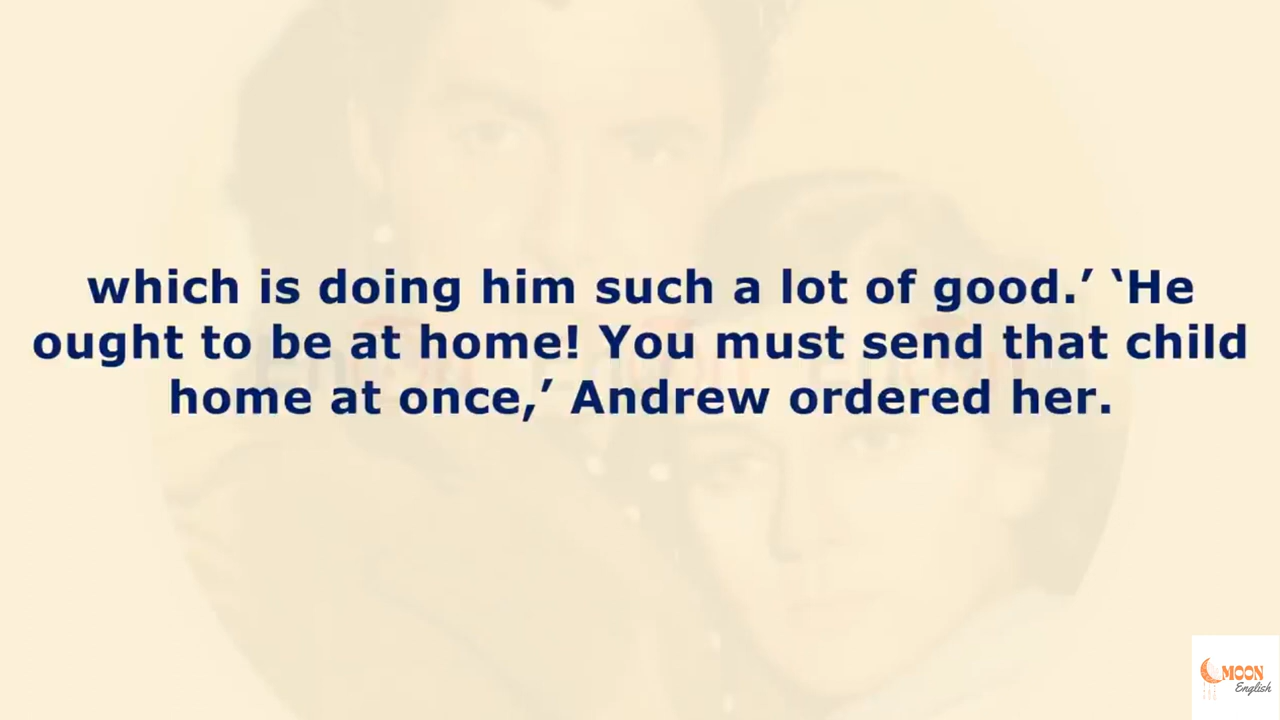 which is doing him such a lot of good.’ ‘He
ought to be at home! You must send that child
home at once,’ Andrew ordered her.
MOON
English